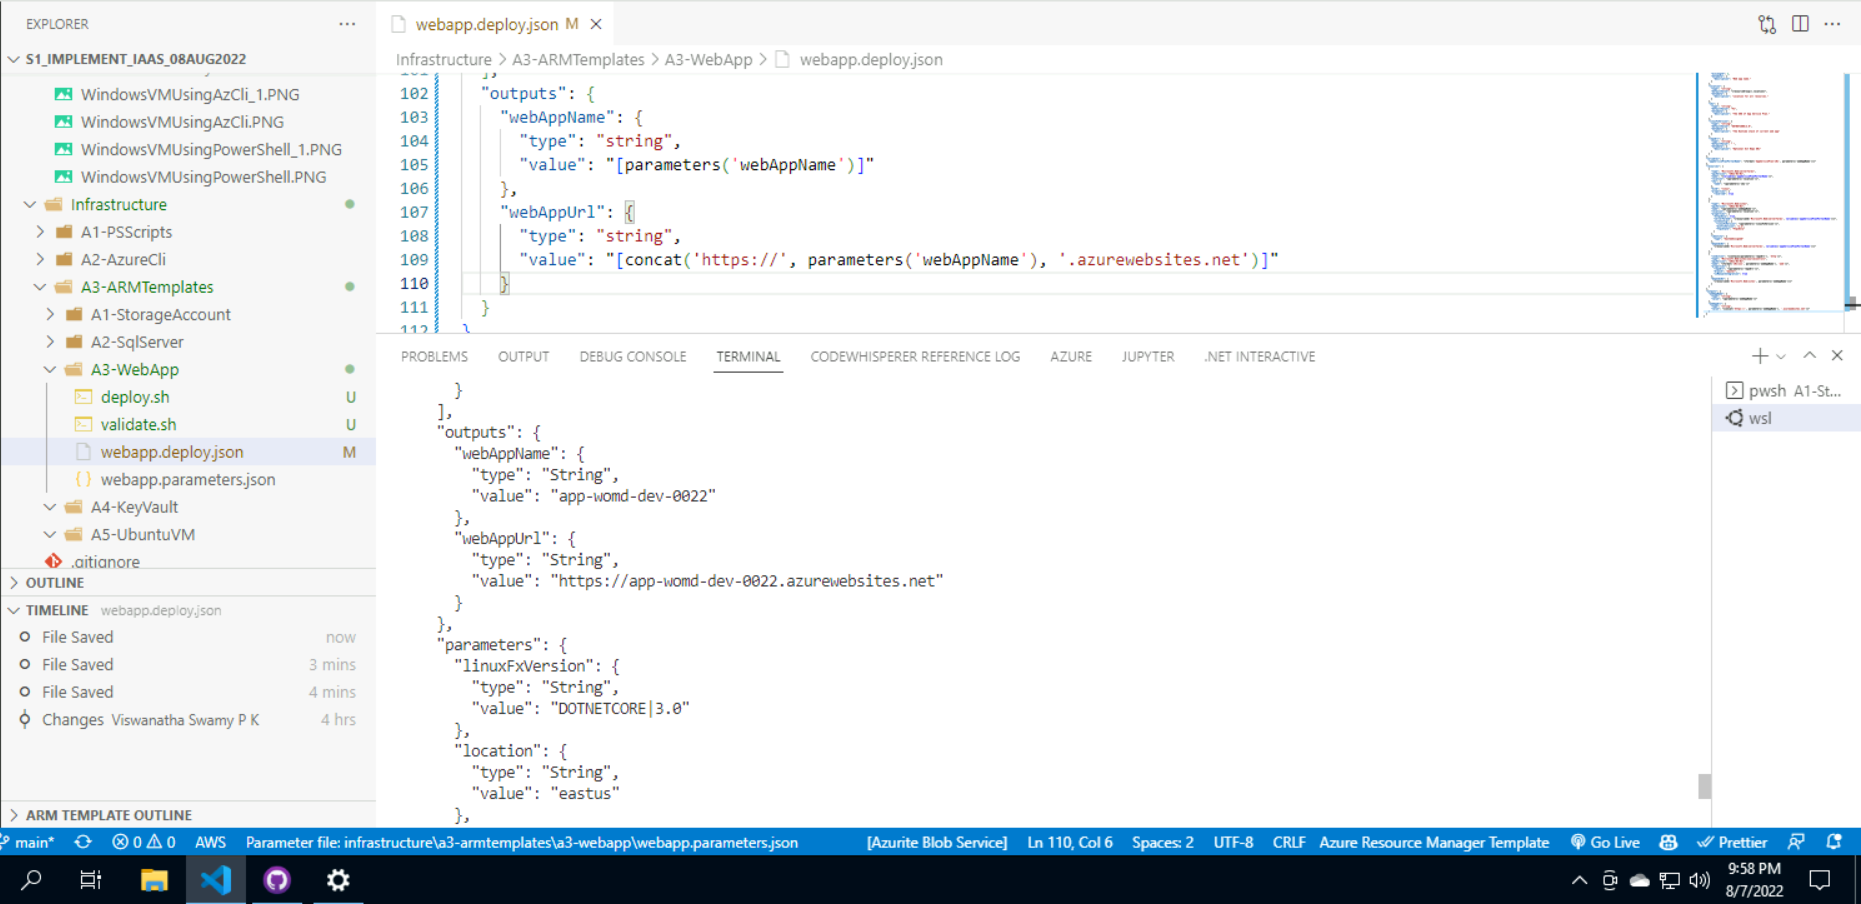 EXPLORER
S1_IMPLEMENT_IAAS_08AUG2022
WindowsVMUsingAzCli_1.PNG
WindowsVMUsingAzCli.PNG
WindowsVMUsingPowerShell_1.PNG
WindowsVMUsingPowerShell.PNG
Infrastructure
A1-PSScripts
A2-AzureCli
A3-ARMTemplates
A1-StorageAccount
A2-SqlServer
A3-WebApp
deploy.sh U
validate.sh U
webapp.deploy.json M
webapp.parameters.json
A4-KeyVault
A5-UbuntuVM
.gitignore
OUTLINE
TIMELINE webapp.deploy.json
File Saved now
File Saved 3 mins
File Saved 4 mins
Changes Viswanatha Swamy P K 4 hrs
ARM TEMPLATE OUTLINE
webapp.deploy.json M
Infrastructure > A3-ARMTemplates > A3-WebApp > webapp.deploy.json
101 ],
102 "outputs": {
103 "webAppName": {
104 "type": "string",
105 "value": "[parameters('webAppName')]"
106 },
107 "webAppUrl": {
108 "type": "string",
109 "value": "[concat('https://', parameters('webAppName'), '.azurewebsites.net')]"
110 }
111 }
112 }
PROBLEMS OUTPUT DEBUG CONSOLE TERMINAL CODEWHISPERER REFERENCE LOG AZURE JUPYTER .NET INTERACTIVE
}
],
"outputs": {
"webAppName": {
"type": "String",
"value": "app-womd-dev-0022"
},
"webAppUrl": {
"type": "String",
"value": "https://app-womd-dev-0022.azurewebsites.net"
}
},
"parameters": {
"linuxFxVersion": {
"type": "String",
"value": "DOTNETCORE|3.0"
},
"location": {
"type": "String",
"value": "eastus"
},
pwsh A1-St...
wsl
main* 0 0 AWS Parameter file: infrastructure\a3-armtemplates\a3-webapp\webapp.parameters.json [Azurite Blob Service] Ln 110, Col 6 Spaces: 2 UTF-8 CRLF Azure Resource Manager Template Go Live Prettier
9:58 PM
8/7/2022